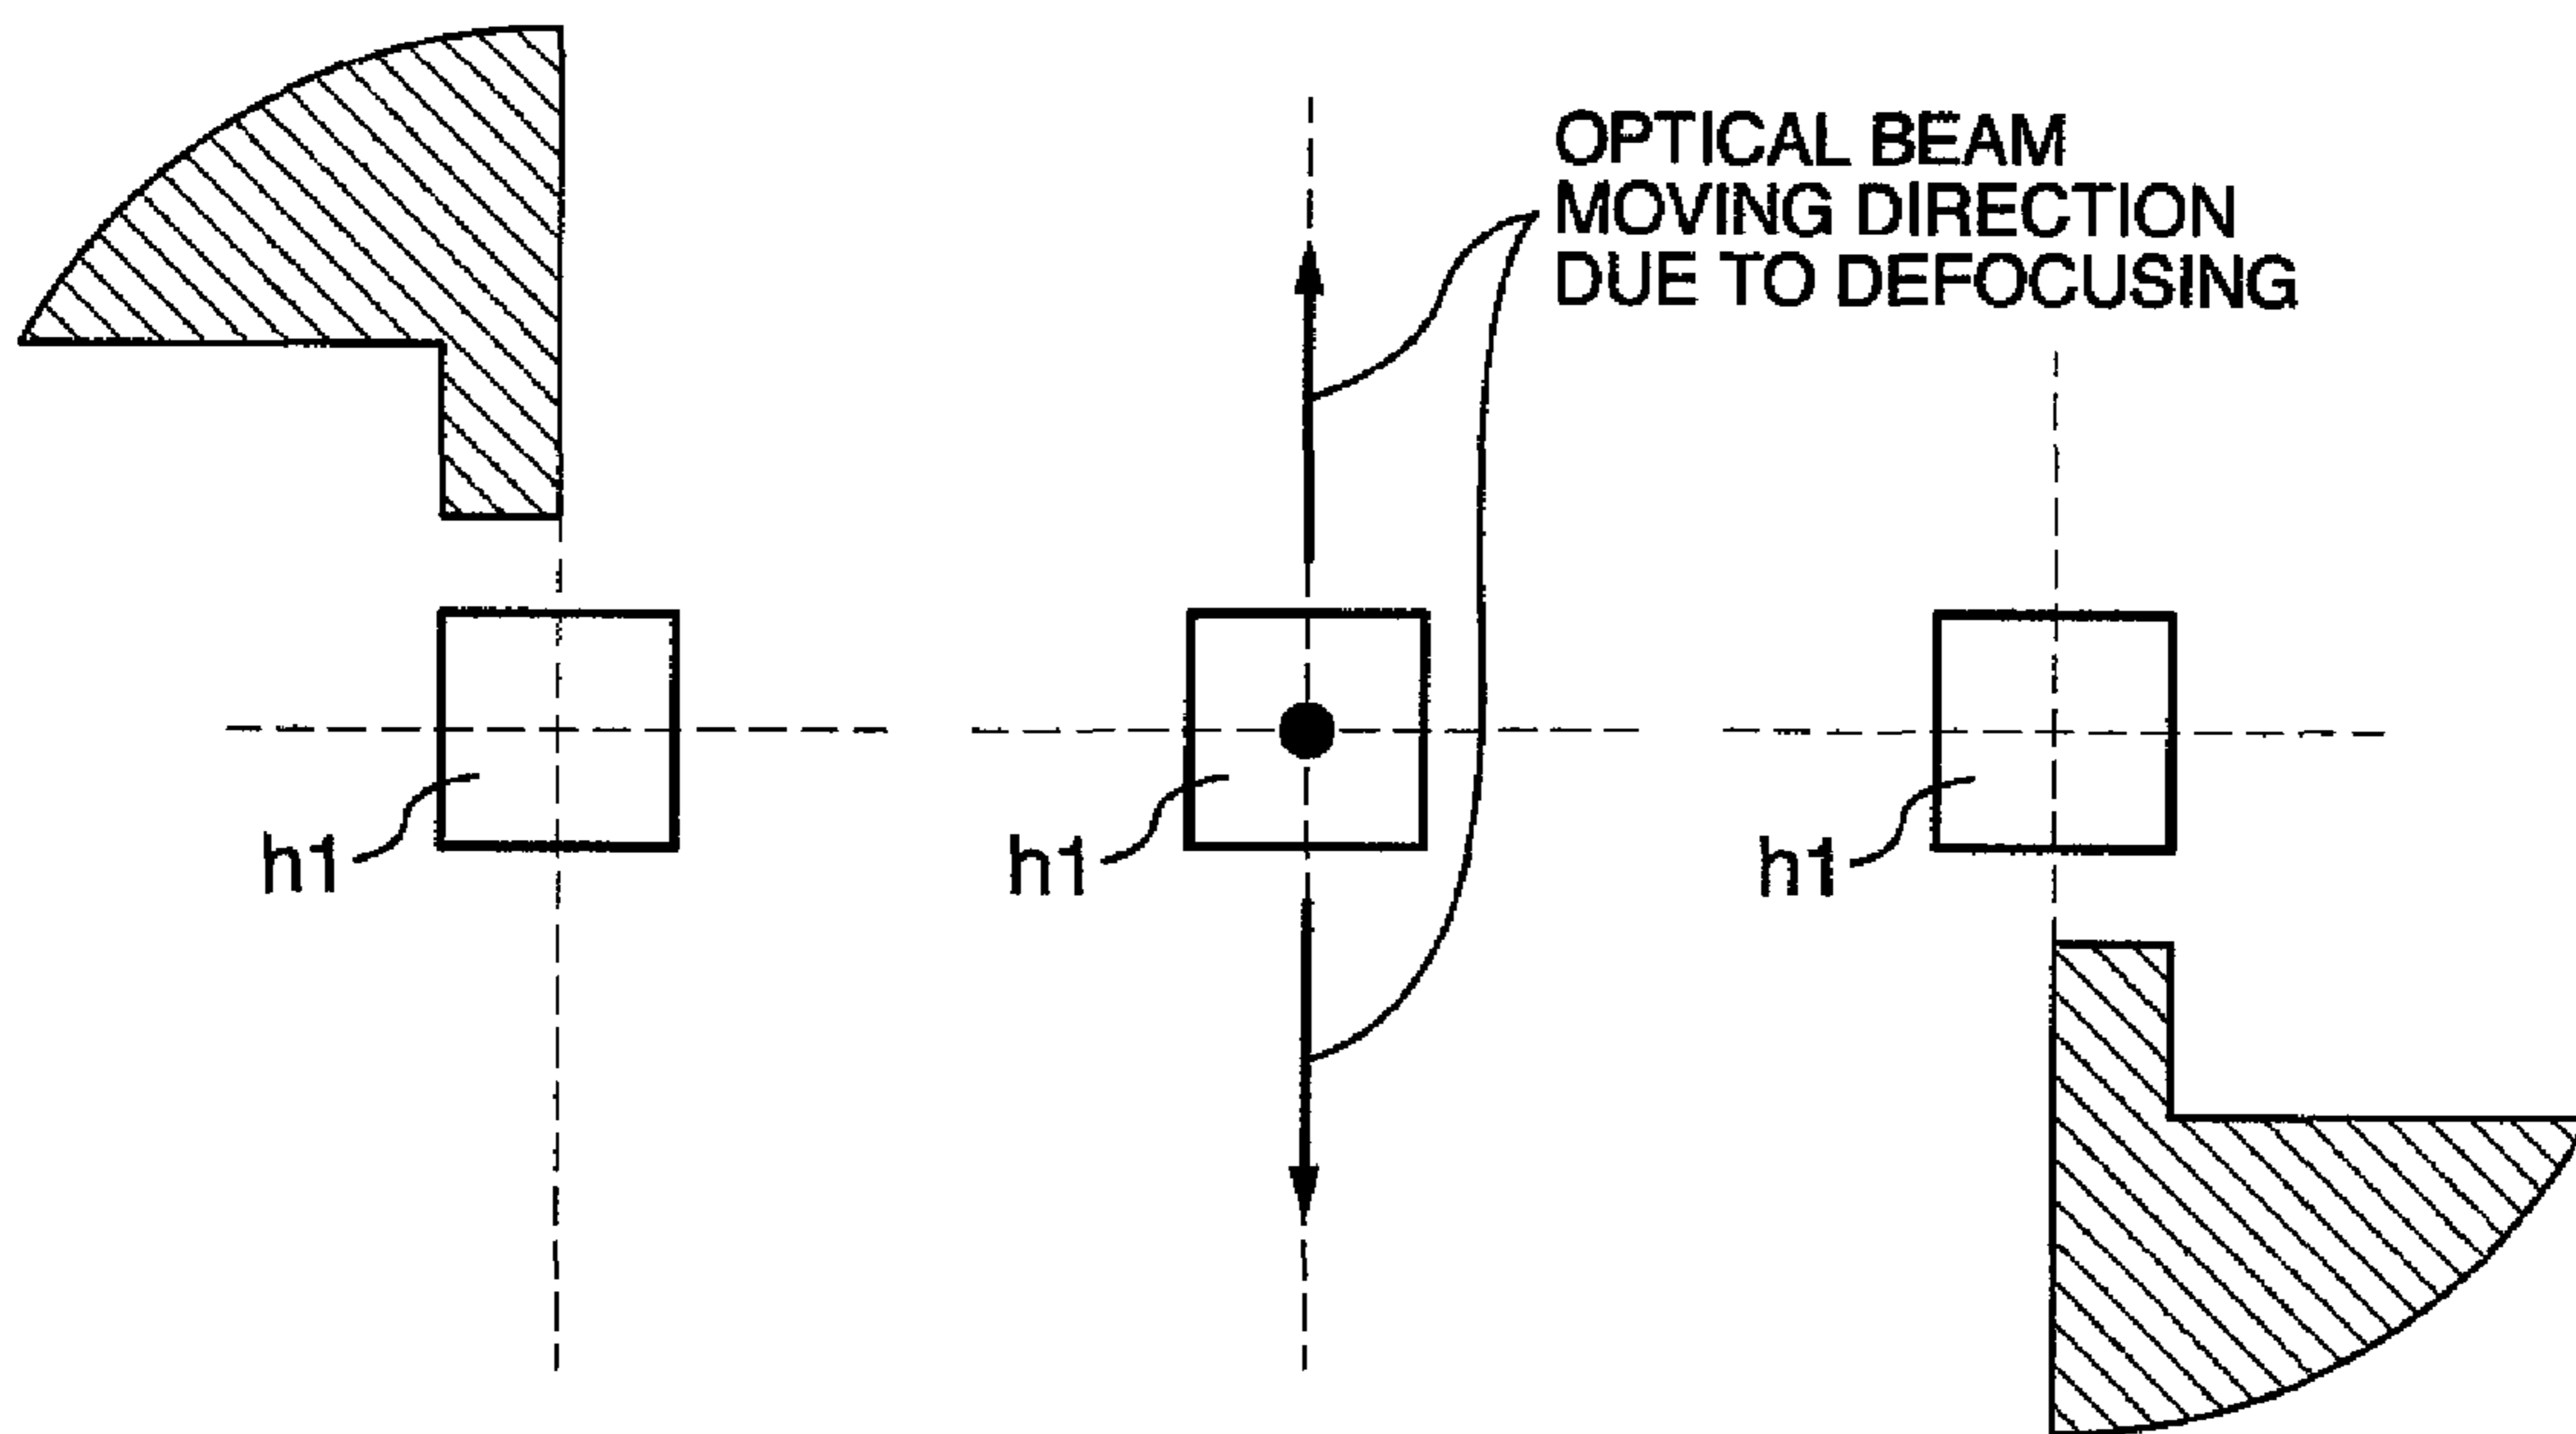 OPTICAL BEAM
MOVING DIRECTION
DUE TO DEFOCUSING
h1
h1
h1